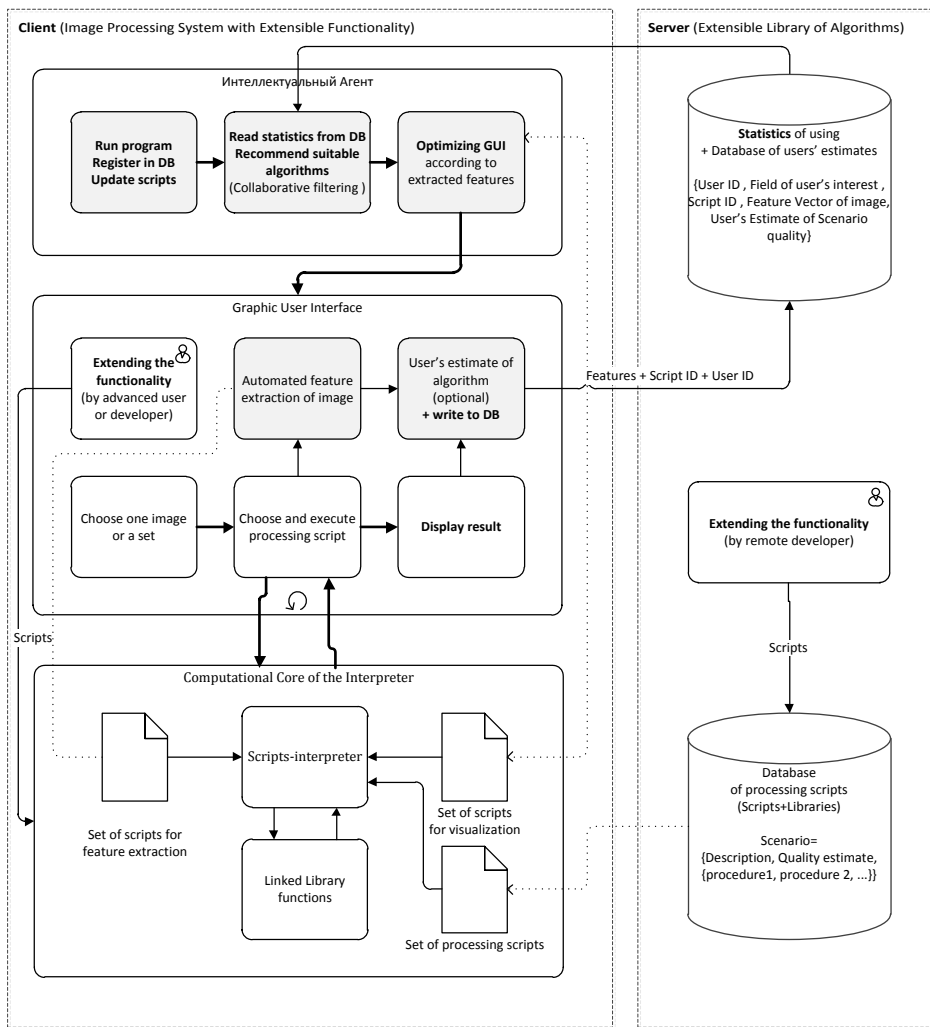 Client (Image Processing System with Extensible Functionality)
Server (Extensible Library of Algorithms)
Интеллектуальный Агент
Run program
Register in DB
Update scripts
Read statistics from DB
Recommend suitable
algorithms
(Collaborative filtering )
Optimizing GUI
according to
extracted features
Statistics of using
+ Database of users’ estimates
{User ID , Field of user’s interest ,
Script ID , Feature Vector of image,
User’s Estimate of Scenario
quality}
Graphic User Interface
Extending the
functionality
(by advanced user
or developer)
Automated feature
extraction of image
User’s estimate of
algorithm
(optional)
+ write to DB
Features + Script ID + User ID
Choose one image
or a set
Choose and execute
processing script
Display result
Extending the functionality
(by remote developer)
Scripts
Scripts
Computational Core of the Interpreter
Scripts-interpreter
Set of scripts for
feature extraction
Set of scripts
for visualization
Linked Library
functions
Set of processing scripts
Database
of processing scripts
(Scripts+Libraries)
Scenario=
{Description, Quality estimate,
{procedure1, procedure 2, ...}}